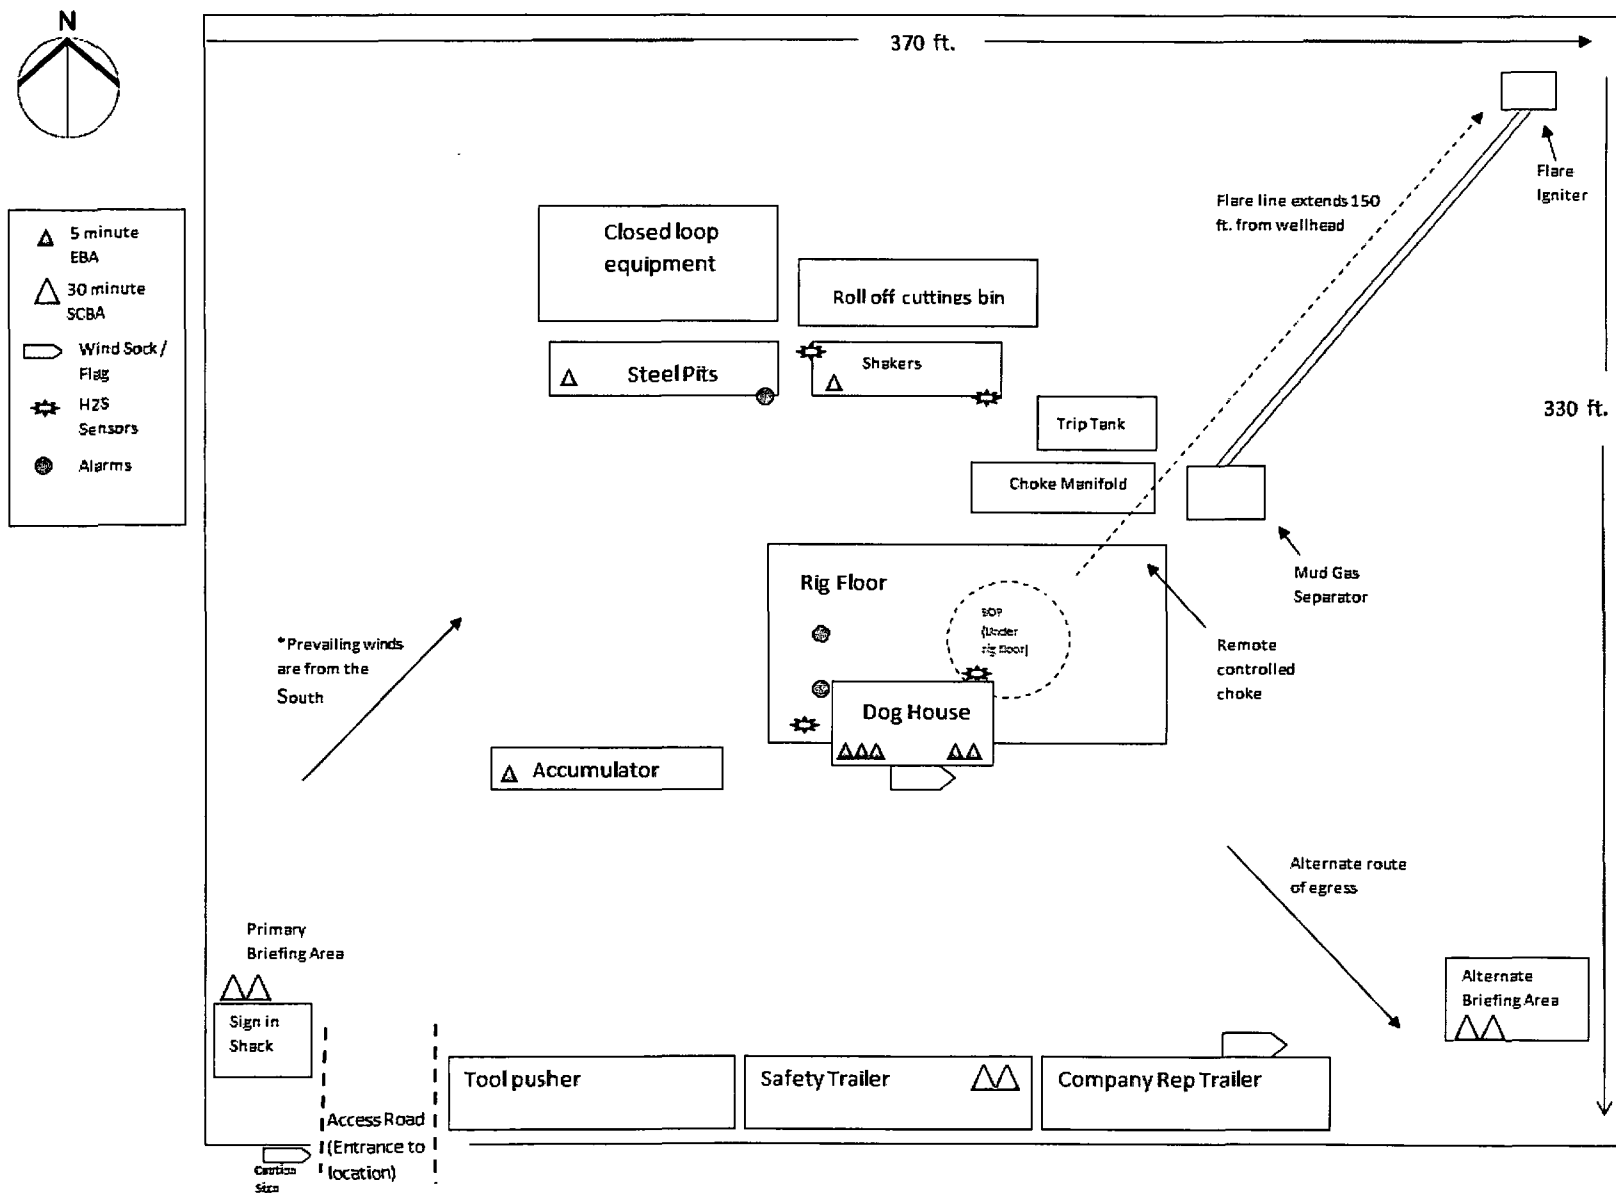 N
370 ft.
Flare
Igniter
5 minute
EBA
30 minute
SCBA
Wind Sock /
Flag
H2S
Sensors
Alarms
Flare line extends 150
ft. from wellhead
Closed loop
equipment
Roll off cuttings bin
Steel Pits
Shakers
330 ft.
Trip Tank
Choke Manifold
Mud Gas
Separator
Rig Floor
BOP
(Under
rig floor)
Remote
controlled
choke
*Prevailing winds
are from the
South
Dog House
Accumulator
Alternate route
of egress
Primary
Briefing Area
Sign in
Shack
Alternate
Briefing Area
Tool pusher
Safety Trailer
Company Rep Trailer
Access Road
(Entrance to
location)
Caution
Sign